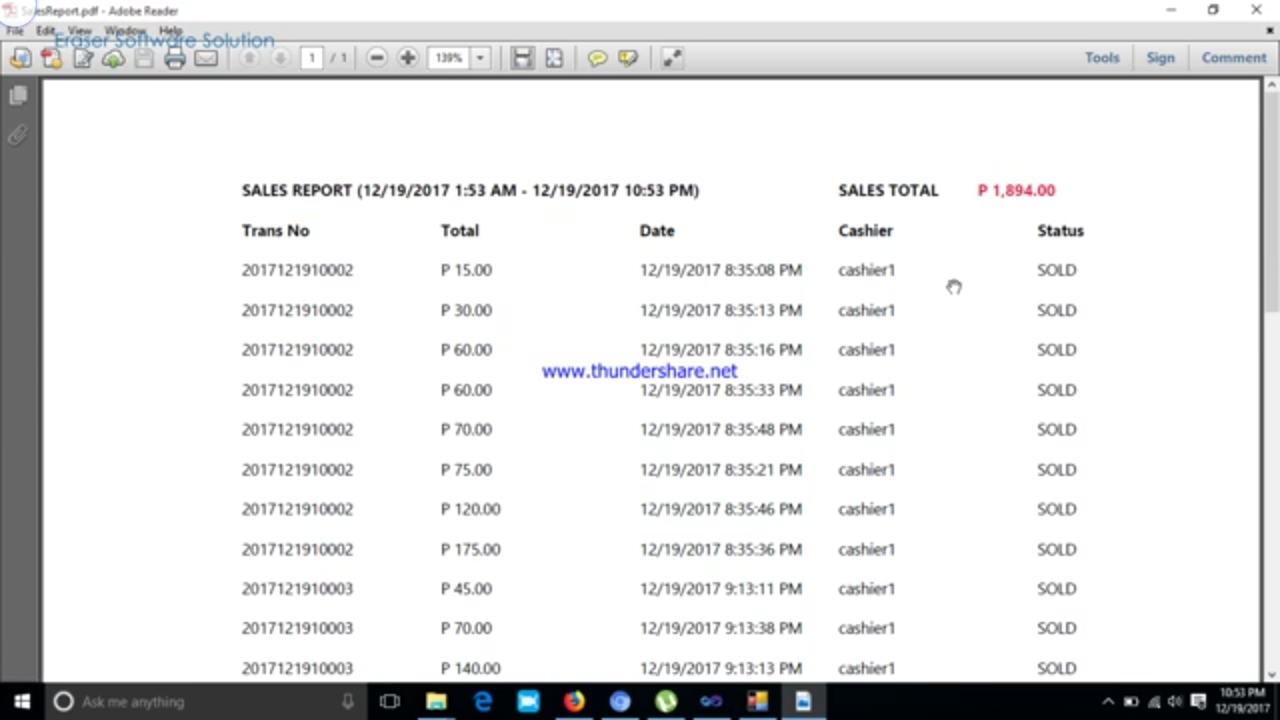 SalesReport.pdf - Adobe Reader
File Edit View Window Help
Eraser Software Solution
1 / 1 139% Tools Sign Comment
SALES REPORT (12/19/2017 1:53 AM - 12/19/2017 10:53 PM) SALES TOTAL P 1,894.00
Trans No Total Date Cashier Status
2017121910002 P 15.00 12/19/2017 8:35:08 PM cashier1 SOLD
2017121910002 P 30.00 12/19/2017 8:35:13 PM cashier1 SOLD
2017121910002 P 60.00 12/19/2017 8:35:16 PM cashier1 SOLD
www.thundershare.net
2017121910002 P 60.00 12/19/2017 8:35:33 PM cashier1 SOLD
2017121910002 P 70.00 12/19/2017 8:35:48 PM cashier1 SOLD
2017121910002 P 75.00 12/19/2017 8:35:21 PM cashier1 SOLD
2017121910002 P 120.00 12/19/2017 8:35:46 PM cashier1 SOLD
2017121910002 P 175.00 12/19/2017 8:35:36 PM cashier1 SOLD
2017121910003 P 45.00 12/19/2017 9:13:11 PM cashier1 SOLD
2017121910003 P 70.00 12/19/2017 9:13:38 PM cashier1 SOLD
2017121910003 P 140.00 12/19/2017 9:13:13 PM cashier1 SOLD
Ask me anything
10:53 PM
12/19/2017